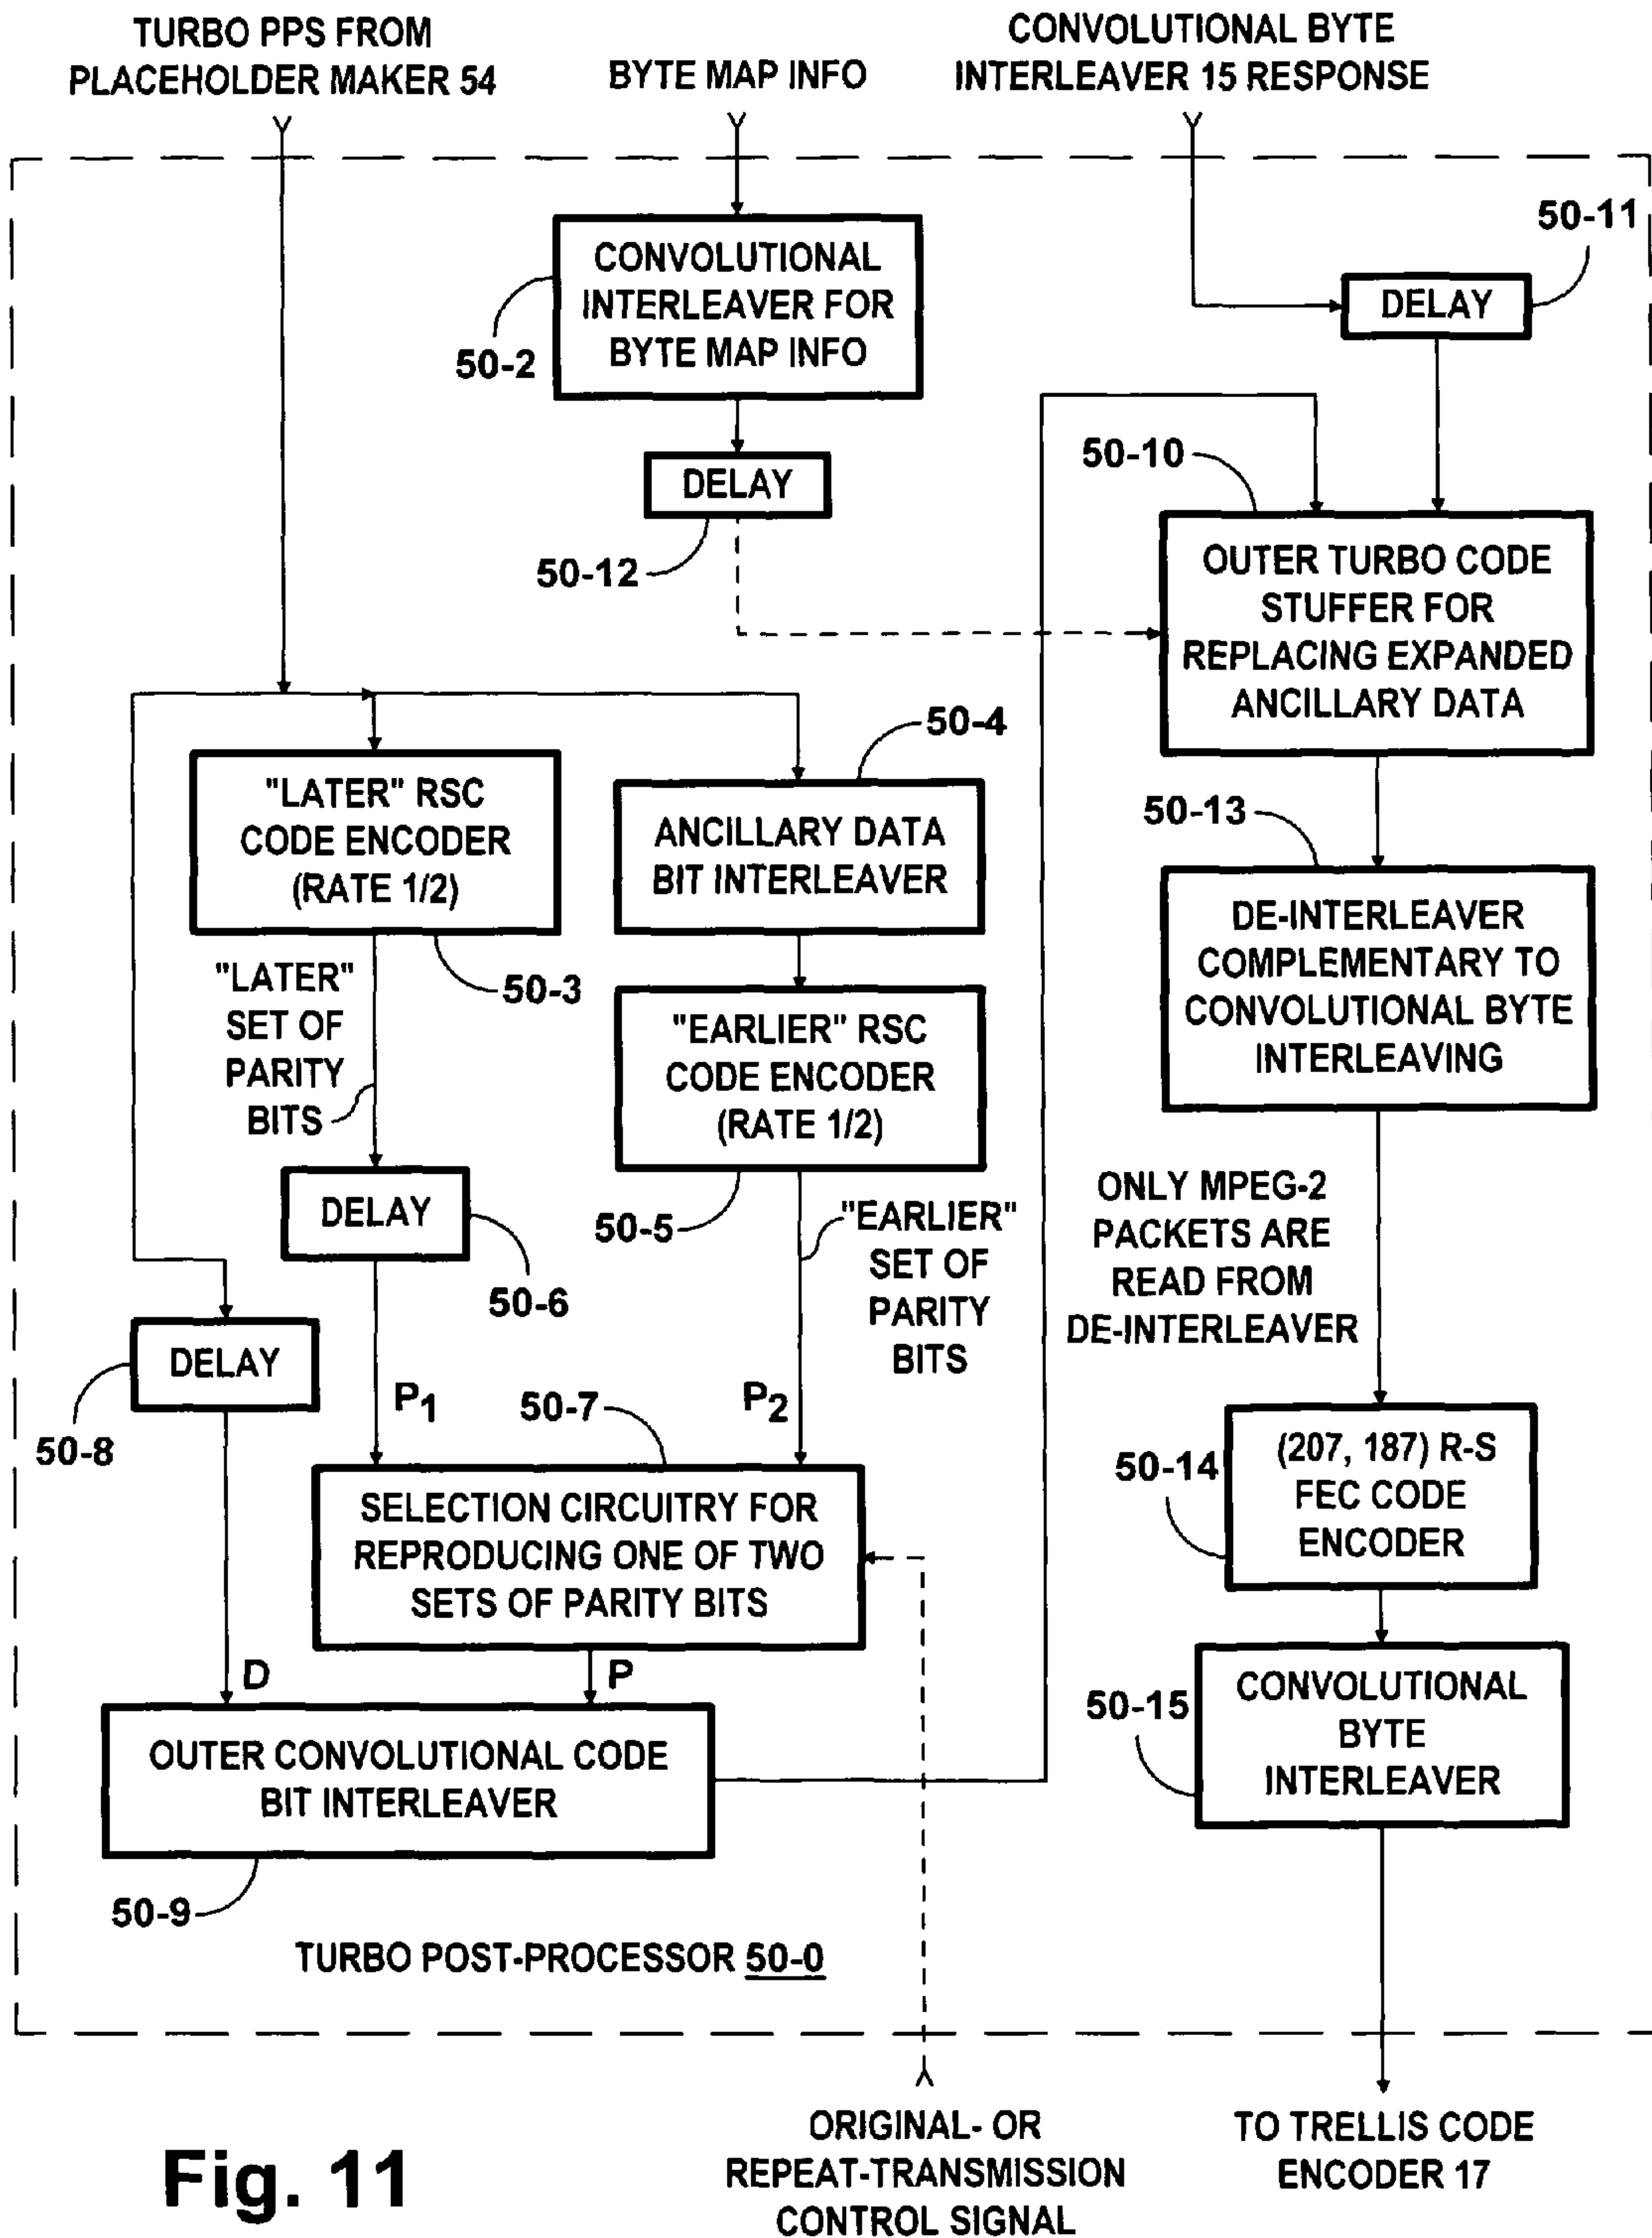 TURBO PPS FROM
PLACEHOLDER MAKER 54
BYTE MAP INFO
CONVOLUTIONAL BYTE
INTERLEAVER 15 RESPONSE
CONVOLUTIONAL
INTERLEAVER FOR
BYTE MAP INFO
50-2
50-11
DELAY
DELAY
50-12
50-10
OUTER TURBO CODE
STUFFER FOR
REPLACING EXPANDED
ANCILLARY DATA
50-4
"LATER" RSC
CODE ENCODER
(RATE 1/2)
50-3
ANCILLARY DATA
BIT INTERLEAVER
50-13
DE-INTERLEAVER
COMPLEMENTARY TO
CONVOLUTIONAL BYTE
INTERLEAVING
"LATER"
SET OF
PARITY
BITS
"EARLIER" RSC
CODE ENCODER
(RATE 1/2)
50-5
DELAY
50-6
"EARLIER"
SET OF
PARITY
BITS
ONLY MPEG-2
PACKETS ARE
READ FROM
DE-INTERLEAVER
DELAY
50-8
P1
50-7
P2
SELECTION CIRCUITRY FOR
REPRODUCING ONE OF TWO
SETS OF PARITY BITS
50-14
(207, 187) R-S
FEC CODE
ENCODER
D
P
OUTER CONVOLUTIONAL CODE
BIT INTERLEAVER
50-9
50-15
CONVOLUTIONAL
BYTE
INTERLEAVER
TURBO POST-PROCESSOR 50-0
ORIGINAL- OR
REPEAT-TRANSMISSION
CONTROL SIGNAL
TO TRELLIS CODE
ENCODER 17
Fig. 11